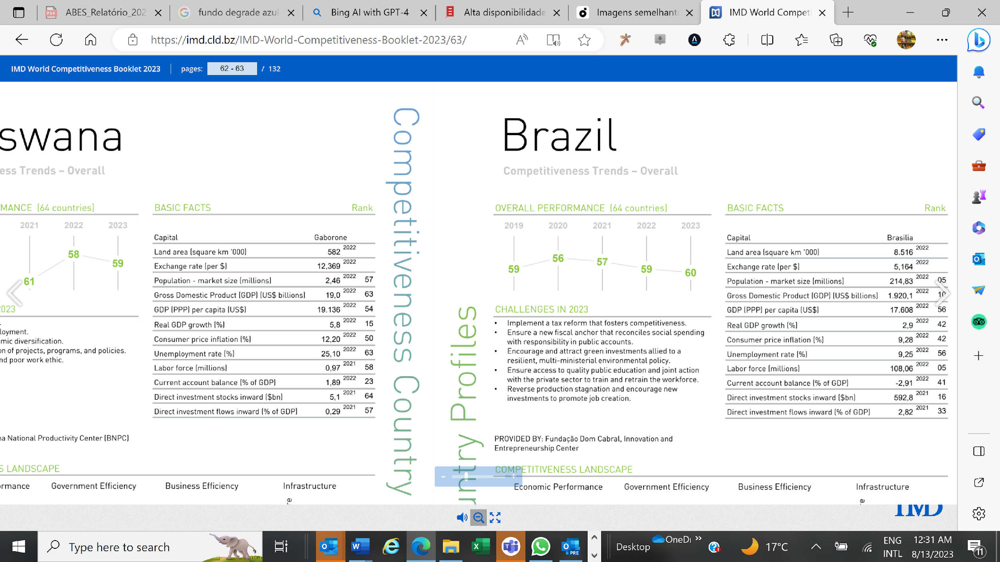 ABES_Relatório_202
fundo degrade azul
Bing AI with GPT-4
Alta disponibilidade
Imagens semelhante
IMD World Competi
https://imd.cld.bz/IMD-World-Competitiveness-Booklet-2023/63/
IMD World Competitiveness Booklet 2023
pages: 62 - 63 / 132
swana
ess Trends – Overall
MANCE (64 countries)
2021 2022 2023
61 58 59
2023
loyment.
mic diversification.
on of projects, programs, and policies.
nd poor work ethic.
na National Productivity Center (BNPC)
BASIC FACTS Rank
Capital Gaborone
Land area (square km '000) 582 2022
Exchange rate (per $) 12,369 2022
Population - market size (millions) 2,46 2022 57
Gross Domestic Product (GDP) (US$ billions) 19,0 2022 63
GDP (PPP) per capita (US$) 19.136 2022 54
Real GDP growth (%) 5,8 2022 15
Consumer price inflation (%) 12,20 2022 50
Unemployment rate (%) 25,10 2022 63
Labor force (millions) 0,97 2021 58
Current account balance (% of GDP) 1,89 2022 23
Direct investment stocks inward ($bn) 5,1 2021 64
Direct investment flows inward (% of GDP) 0,29 2021 57
S LANDSCAPE
rmance Government Efficiency Business Efficiency Infrastructure
re
Competitiveness Country
untry Profiles
Brazil
Competitiveness Trends – Overall
OVERALL PERFORMANCE (64 countries)
2019 2020 2021 2022 2023
59 56 57 59 60
CHALLENGES IN 2023
• Implement a tax reform that fosters competitiveness.
• Ensure a new fiscal anchor that reconciles social spending
with responsibility in public accounts.
• Encourage and attract green investments allied to a
resilient, multi-ministerial environmental policy.
• Ensure access to quality public education and joint action
with the private sector to train and retrain the workforce.
• Reverse production stagnation and encourage new
investments to promote job creation.
PROVIDED BY: Fundação Dom Cabral, Innovation and
Entrepreneurship Center
BASIC FACTS Rank
Capital Brasilia
Land area (square km '000) 8.516 2022
Exchange rate (per $) 5,164 2022
Population - market size (millions) 214,83 2022 05
Gross Domestic Product (GDP) (US$ billions) 1.920,1 2022 10
GDP (PPP) per capita (US$) 17.608 2022 56
Real GDP growth (%) 2,9 2022 42
Consumer price inflation (%) 9,28 2022 42
Unemployment rate (%) 9,25 2022 56
Labor force (millions) 108,06 2022 05
Current account balance (% of GDP) -2,91 2022 41
Direct investment stocks inward ($bn) 592,8 2021 16
Direct investment flows inward (% of GDP) 2,82 2021 33
COMPETITIVENESS LANDSCAPE
Economic Performance Government Efficiency Business Efficiency Infrastructure
re
IMD
Type here to search
Desktop
OneDr
17°C
ENG
INTL
12:31 AM
8/13/2023
11